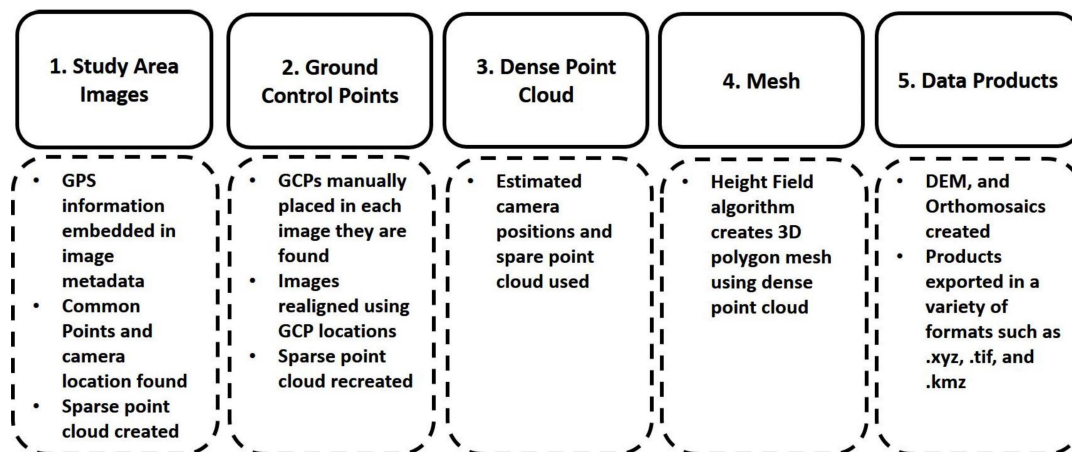 1. Study Area
Images
2. Ground
Control Points
3. Dense Point
Cloud
4. Mesh
5. Data Products
• GPS
information
embedded in
image
metadata
• Common
Points and
camera
location found
• Sparse point
cloud created
• GCPs manually
placed in each
image they are
found
• Images
realigned using
GCP locations
• Sparse point
cloud recreated
• Estimated
camera
positions and
spare point
cloud used
• Height Field
algorithm
creates 3D
polygon mesh
using dense
point cloud
• DEM, and
Orthomosaics
created
• Products
exported in a
variety of
formats such as
.xyz, .tif, and
.kmz